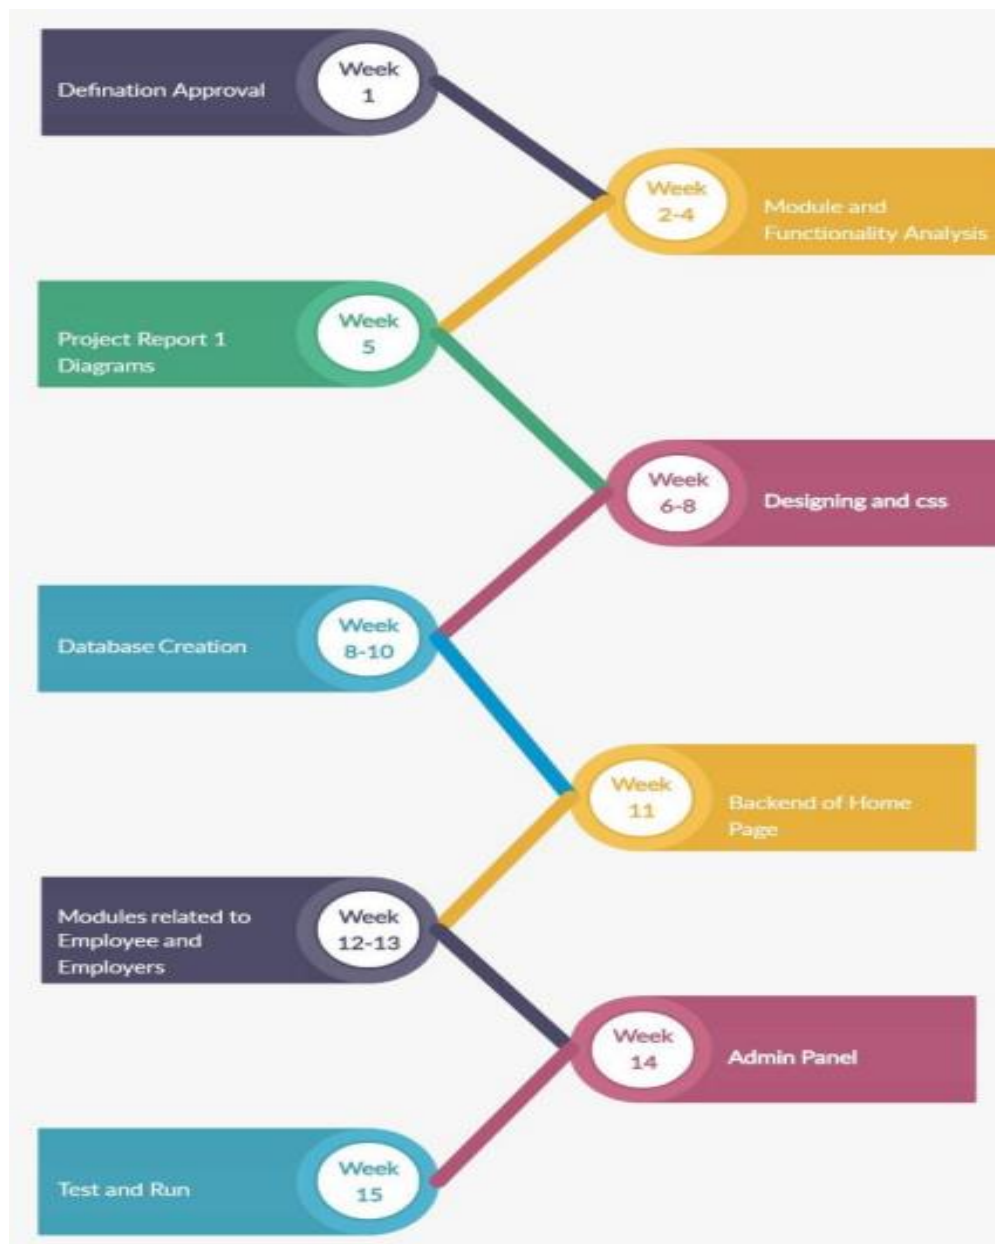 Defination Approval
Week
1
Week
2-4
Module and
Functionality Analysis
Project Report 1
Diagrams
Week
5
Week
6-8
Designing and css
Database Creation
Week
8-10
Week
11
Backend of Home
Page
Modules related to
Employee and
Employers
Week
12-13
Week
14
Admin Panel
Test and Run
Week
15